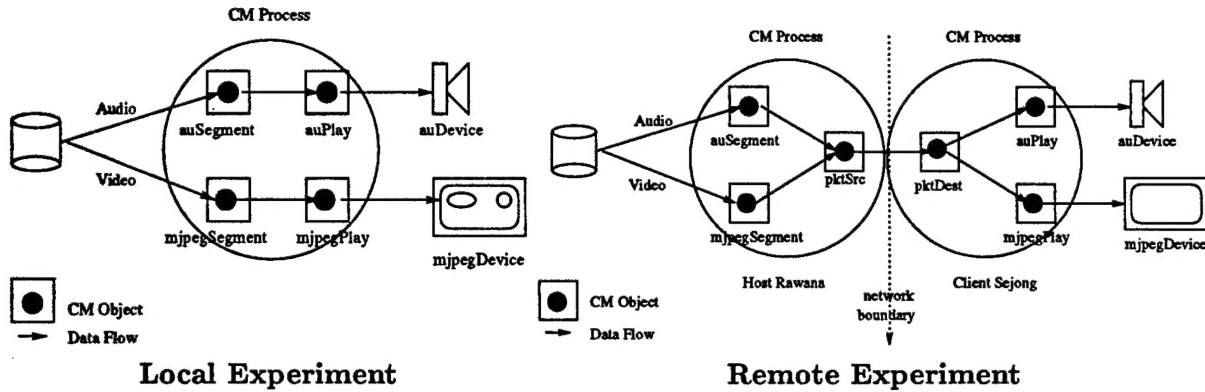 CM Process
Audio
auSegment
auPlay
auDevice
Video
mjpegSegment
mjpegPlay
mjpegDevice
CM Object
Data Flow
Local Experiment
CM Process
CM Process
Audio
auSegment
auPlay
auDevice
Video
pktSrc
pktDest
mjpegSegment
mjpegPlay
mjpegDevice
Host Rawana
Client Sejong
network
boundary
CM Object
Data Flow
Remote Experiment